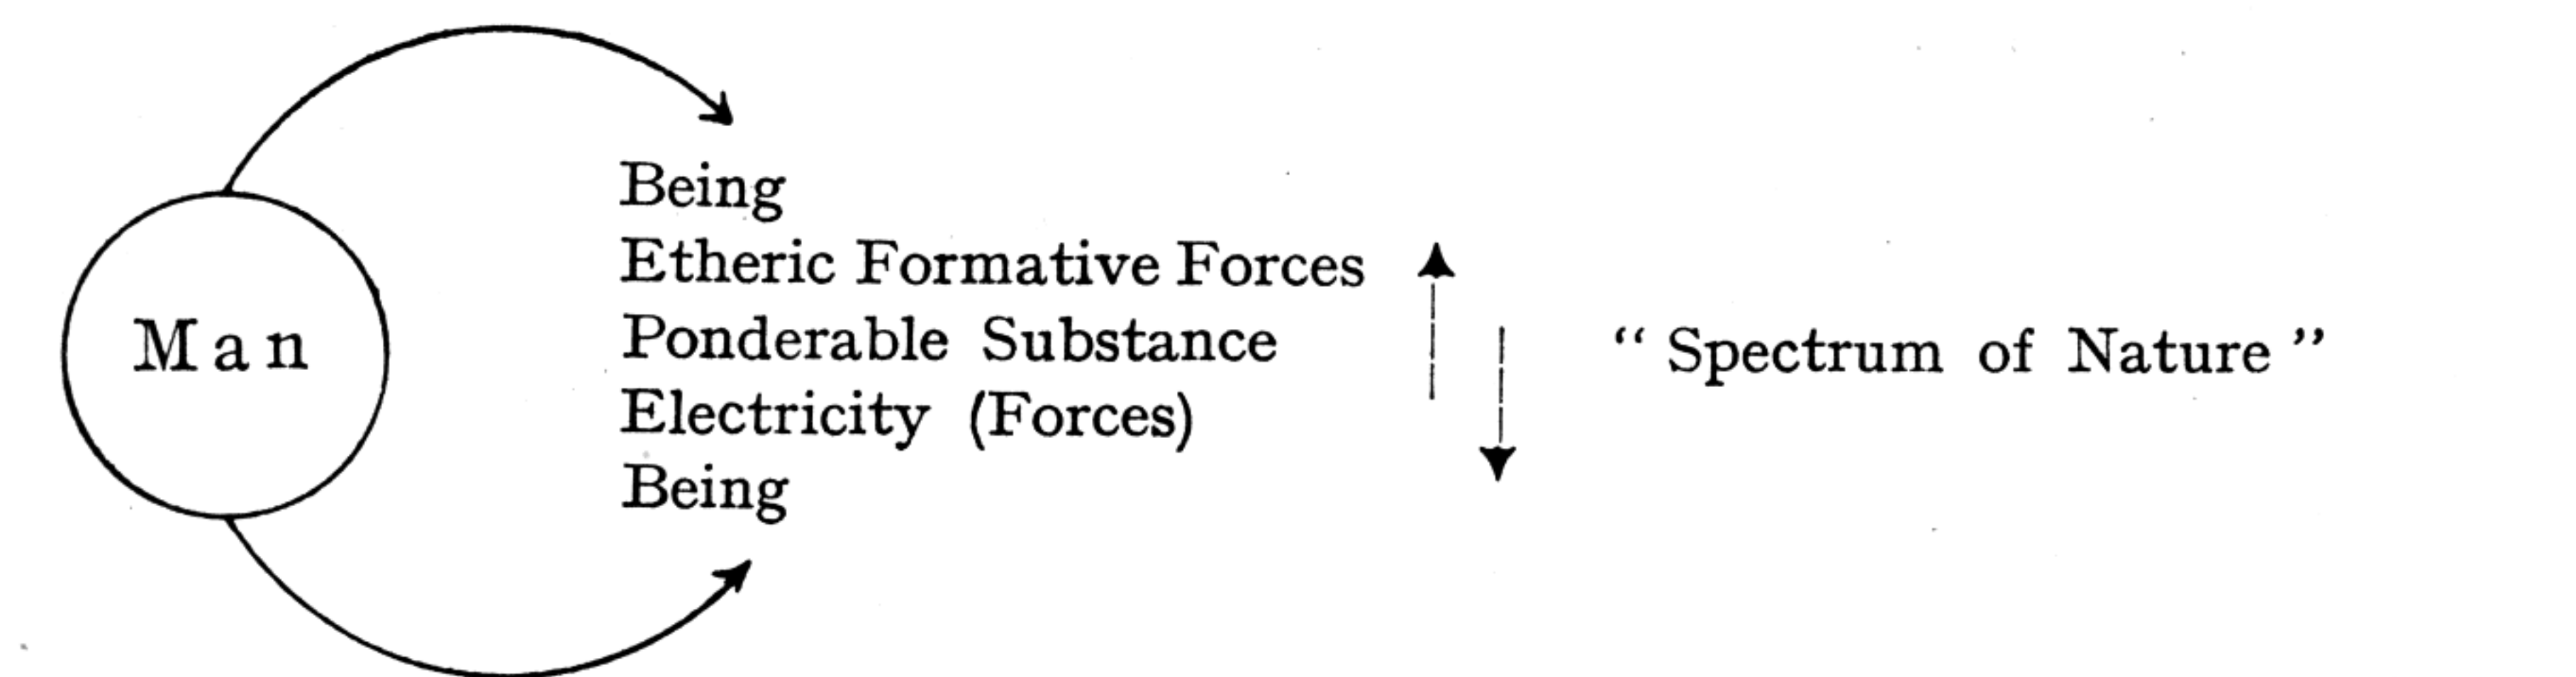 Being
Etheric Formative Forces
Man
Ponderable Substance
“ Spectrum of Nature ”
Electricity (Forces)
Being